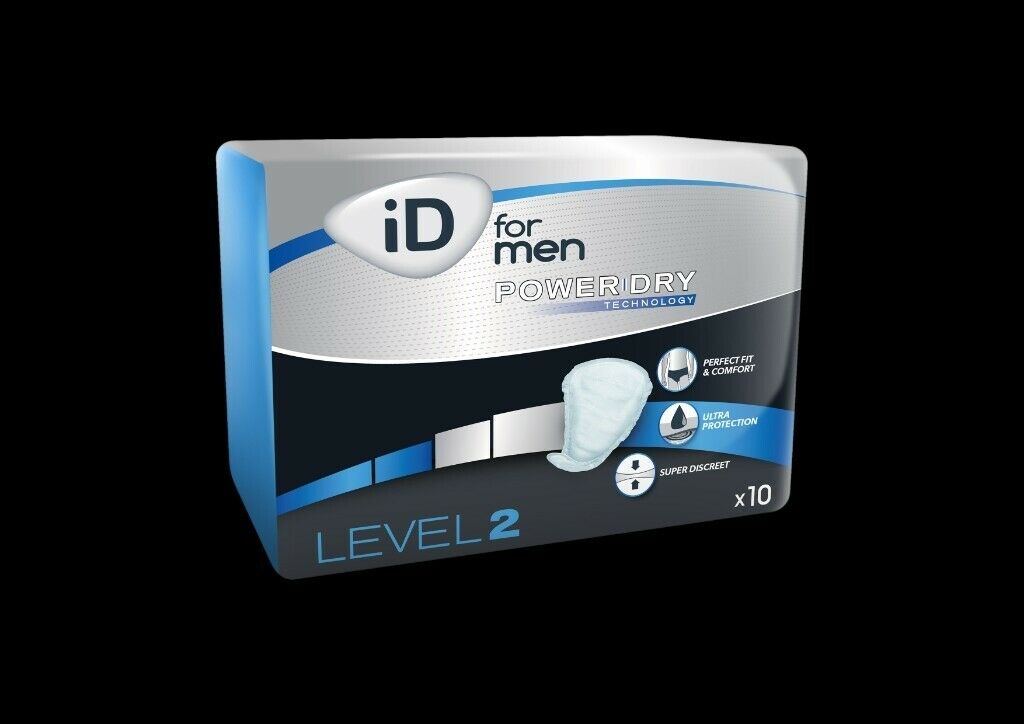 iD
for
men
POWER DRY
TECHNOLOGY
PERFECT FIT
& COMFORT
ULTRA
PROTECTION
SUPER DISCREET
x10
LEVEL 2